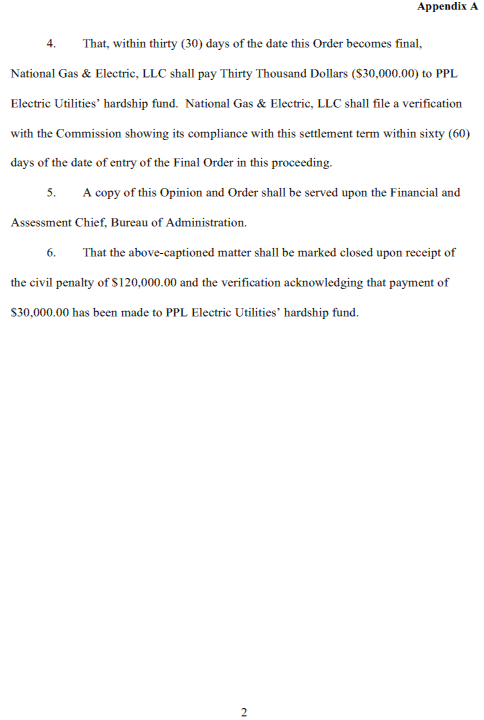 Appendix A
4. That, within thirty (30) days of the date this Order becomes final,
National Gas & Electric, LLC shall pay Thirty Thousand Dollars ($30,000.00) to PPL
Electric Utilities’ hardship fund. National Gas & Electric, LLC shall file a verification
with the Commission showing its compliance with this settlement term within sixty (60)
days of the date of entry of the Final Order in this proceeding.
5. A copy of this Opinion and Order shall be served upon the Financial and
Assessment Chief, Bureau of Administration.
6. That the above-captioned matter shall be marked closed upon receipt of
the civil penalty of $120,000.00 and the verification acknowledging that payment of
$30,000.00 has been made to PPL Electric Utilities’ hardship fund.
2